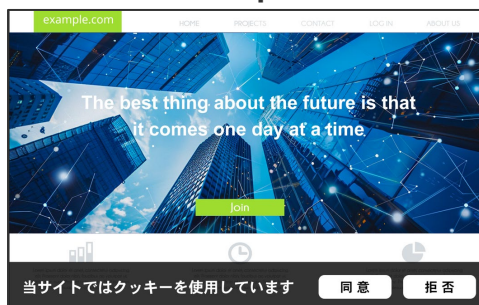 example.com
HOME PROJECTS CONTACT LOG IN ABOUT US
The best thing about the future is that
it comes one day at a time
Join
当サイトではクッキーを使用しています 同意 拒否